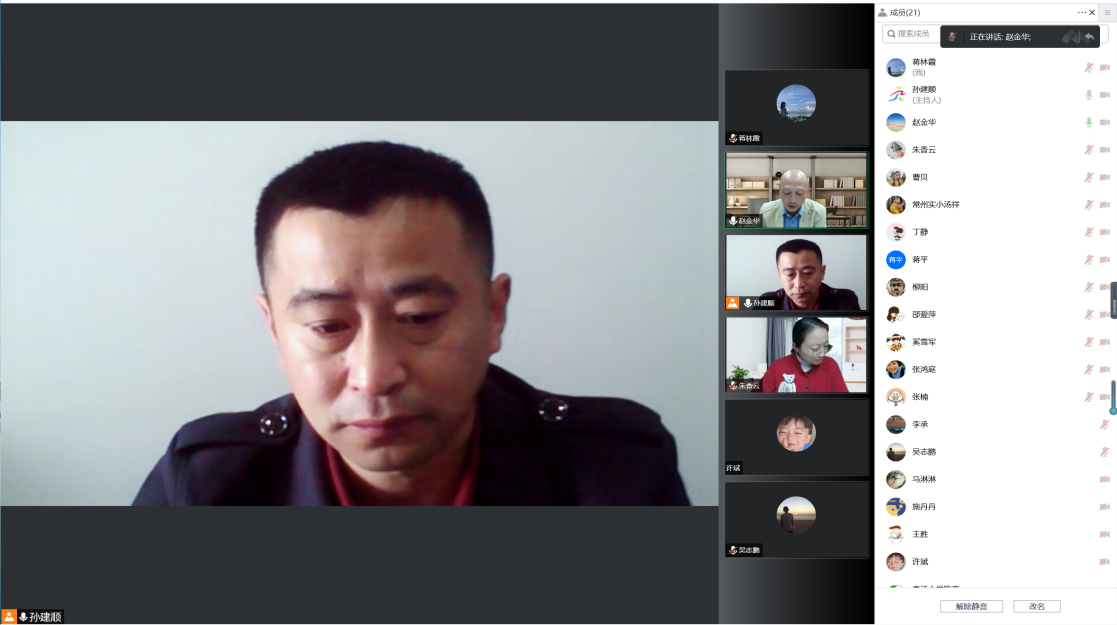 孙建顺
蒋林霞
赵金华
孙建顺
朱香云
许斌
吴志鹏
成员(21)
搜索成员
正在讲话: 赵金华;
蒋林霞
(我)
孙建顺
(主持人)
赵金华
朱香云
曹贝
常州实小汤样
丁静
蒋平
蒋平
柳阳
邵爱萍
奚雪军
张鸿庭
张楠
李承
吴志鹏
马淋淋
施丹丹
王胜
许斌
解除静音
改名